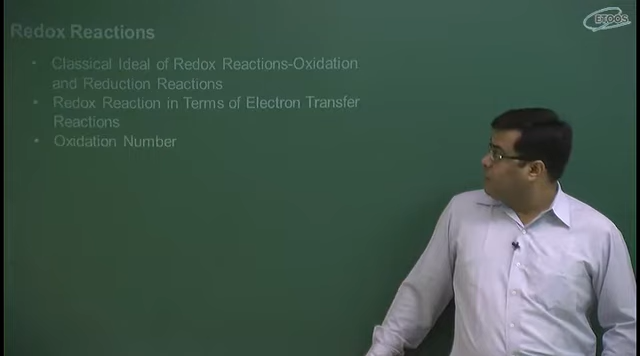 ETOOS
Redox Reactions
• Classical Ideal of Redox Reactions-Oxidation
and Reduction Reactions
• Redox Reaction in Terms of Electron Transfer
Reactions
• Oxidation Number